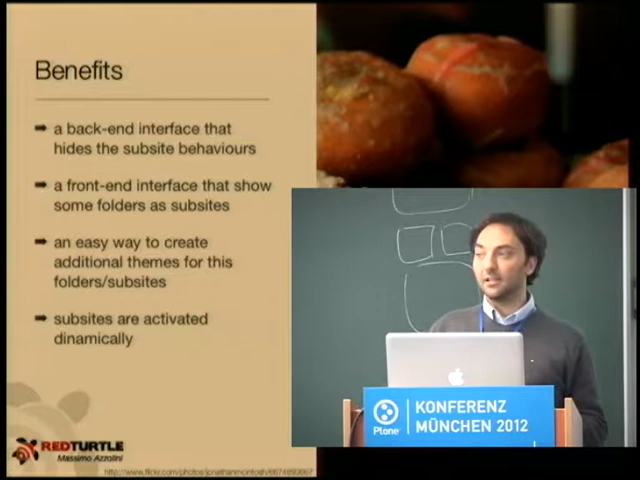 Benefits
a back-end interface that
hides the subsite behaviours
a front-end interface that show
some folders as subsites
an easy way to create
additional themes for this
folders/subsites
subsites are activated
dinamically
REDTURTLE
Massimo Azzolini
Plone
KONFERENZ
MÜNCHEN 2012